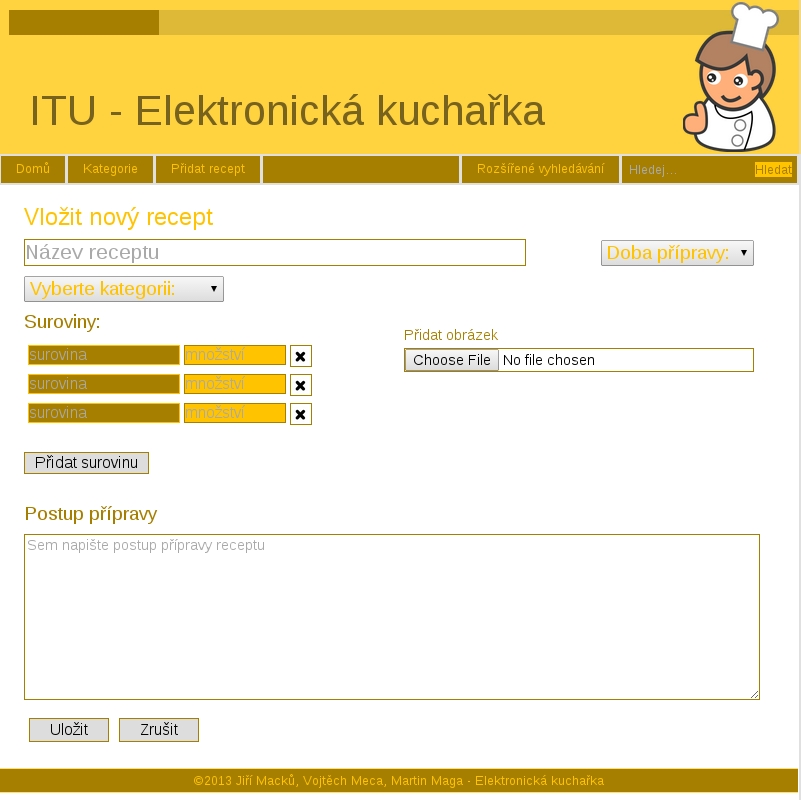 ITU - Elektronická kuchařka
Domů Kategorie Přidat recept Rozšířené vyhledávání Hledej... Hledat
Vložit nový recept
Název receptu Doba přípravy:
Vyberte kategorii:
Suroviny:
Přidat obrázek
Choose File No file chosen
surovina množství
surovina množství
surovina množství
Přidat surovinu
Postup přípravy
Sem napište postup přípravy receptu
Uložit Zrušit
©2013 Jiří Macků, Vojtěch Meca, Martin Maga - Elektronická kuchařka